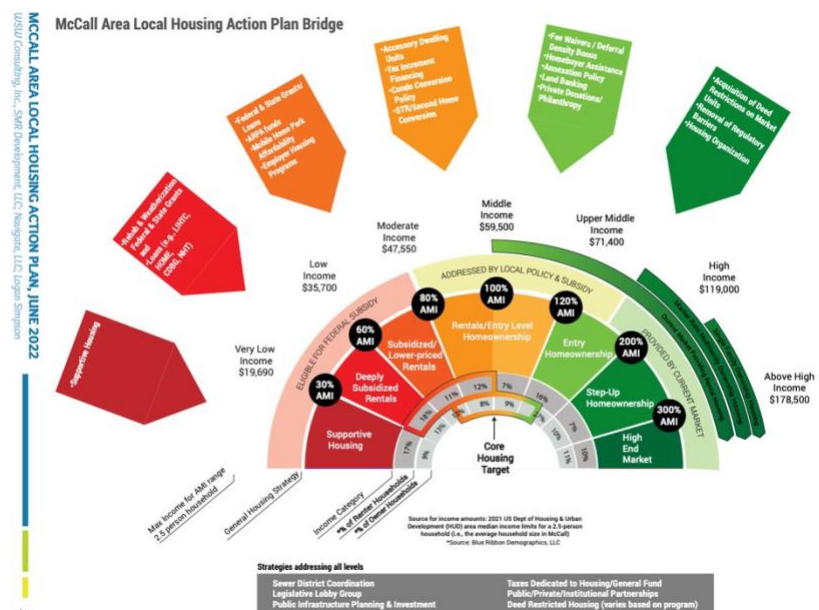 McCall Area Local Housing Action Plan Bridge
MCCALL AREA LOCAL HOUSING ACTION PLAN, JUNE 2022
WSW Consulting, Inc., SMR Development, LLC; Navigate, LLC; Logan Simpson
•Supportive Housing
•Rehab & Weatherization
Federal & State Grants
and
•Loans (e.g., LIHTC,
HOME,
CDBG, NHT)
•Federal & State Grants/
Loans
•ARPA funds
•Mobile Home Park
Affordability
•Employer Housing
Programs
•Accessory Dwelling
Units
•Tax Increment
Financing
•Condo Conversion
Policy
•STR/Second Home
Conversion
•Fee Waivers / Deferral
Density Bonus
•Homebuyer Assistance
•Annexation Policy
•Land Banking
•Private Donations/
Philanthropy
•Acquisition of Deed
Restrictions on Market
Units
•Removal of Regulatory
Barriers
•Housing Organization
Very Low
Income
$19,690
Low
Income
$35,700
Moderate
Income
$47,550
Middle
Income
$59,500
Upper Middle
Income
$71,400
High
Income
$119,000
Above High
Income
$178,500
ELIGIBLE FOR FEDERAL SUBSIDY
ADDRESSED BY LOCAL POLICY & SUBSIDY
PROVIDED BY CURRENT MARKET
30%
AMI
60%
AMI
80%
AMI
100%
AMI
120%
AMI
200%
AMI
300%
AMI
Supportive
Housing
Deeply
Subsidized
Rentals
Subsidized/
Lower-priced
Rentals
Rentals/Entry Level
Homeownership
Entry
Homeownership
Step-Up
Homeownership
High
End
Market
17%
18%
11%
12%
7%
16%
7%
10%
9%
11%
8%
9%
10%
11%
Core
Housing
Target
Max Income for AMI range
2.5 person household
General Housing Strategy
Income Category
*% of Renter Households
*% of Owner Households
Source for income amounts: 2021 US Dept of Housing & Urban
Development (HUD) area median income limits for a 2.5-person
household (i.e., the average household size in McCall)
*Source: Blue Ribbon Demographics, LLC
Strategies addressing all levels
Sewer District Coordination
Legislative Lobby Group
Public Infrastructure Planning & Investment
Taxes Dedicated to Housing/General Fund
Public/Private/Institutional Partnerships
Deed Restricted Housing (varies based on program)